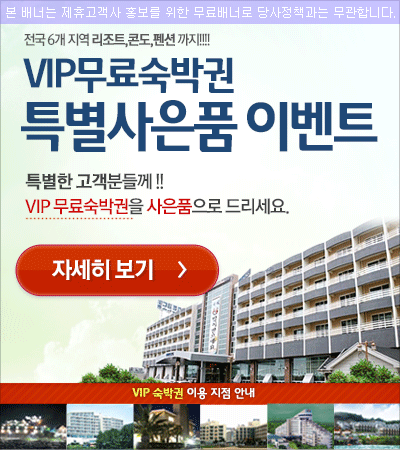 본 배너는 제휴고객사 홍보를 위한 무료배너로 당사정책과는 무관합니다.
전국 6개 지역 리조트,콘도,펜션 까지!!!!
VIP무료숙박권
특별사은품 이벤트
특별한 고객분들께 !!
VIP 무료숙박권을 사은품으로 드리세요.
자세히 보기 >
VIP 숙박권 이용 지점 안내